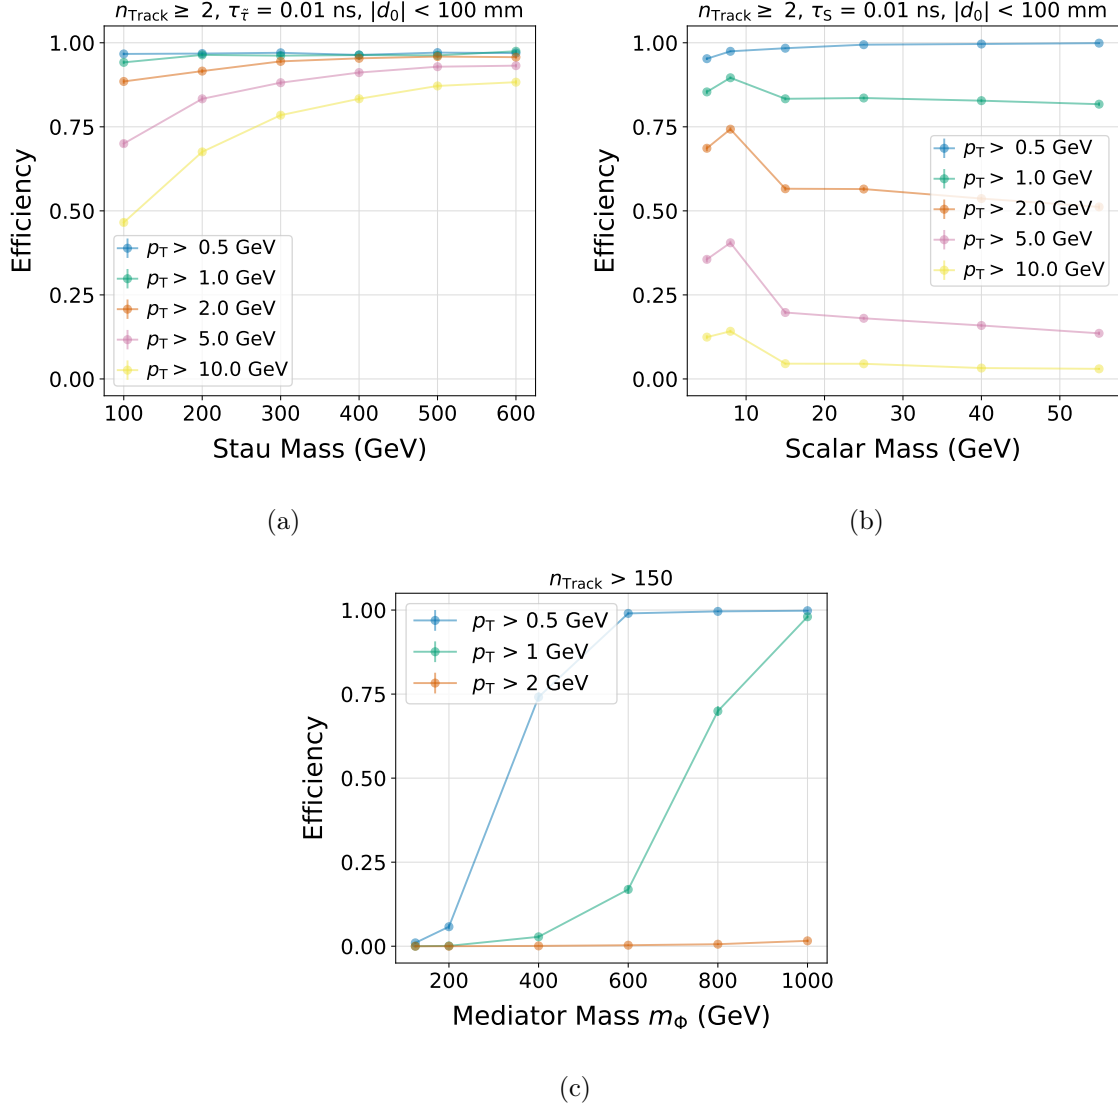 n_Track ≥ 2, τ_τ̃ = 0.01 ns, |d_0| < 100 mm
1.00
0.75
0.50
0.25
0.00
Efficiency
p_T > 0.5 GeV
p_T > 1.0 GeV
p_T > 2.0 GeV
p_T > 5.0 GeV
p_T > 10.0 GeV
100 200 300 400 500 600
Stau Mass (GeV)
(a)
n_Track ≥ 2, τ_S = 0.01 ns, |d_0| < 100 mm
1.00
0.75
0.50
0.25
0.00
Efficiency
p_T > 0.5 GeV
p_T > 1.0 GeV
p_T > 2.0 GeV
p_T > 5.0 GeV
p_T > 10.0 GeV
10 20 30 40 50
Scalar Mass (GeV)
(b)
n_Track > 150
1.00
0.75
0.50
0.25
0.00
Efficiency
p_T > 0.5 GeV
p_T > 1 GeV
p_T > 2 GeV
200 400 600 800 1000
Mediator Mass m_Φ (GeV)
(c)